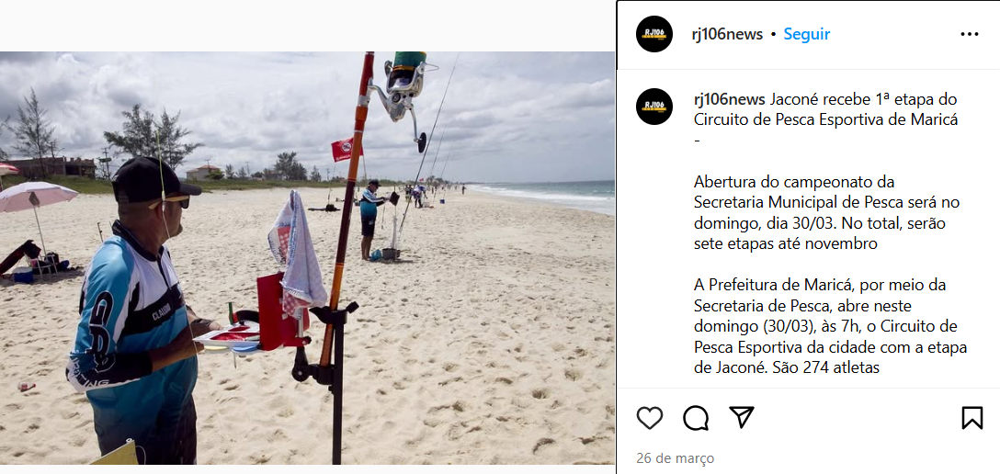 rj106news • Seguir
RJ106
rj106news Jaconé recebe 1ª etapa do
Circuito de Pesca Esportiva de Maricá
-
Abertura do campeonato da
Secretaria Municipal de Pesca será no
domingo, dia 30/03. No total, serão
sete etapas até novembro
A Prefeitura de Maricá, por meio da
Secretaria de Pesca, abre neste
domingo (30/03), às 7h, o Circuito de
Pesca Esportiva da cidade com a etapa
de Jaconé. São 274 atletas
26 de março